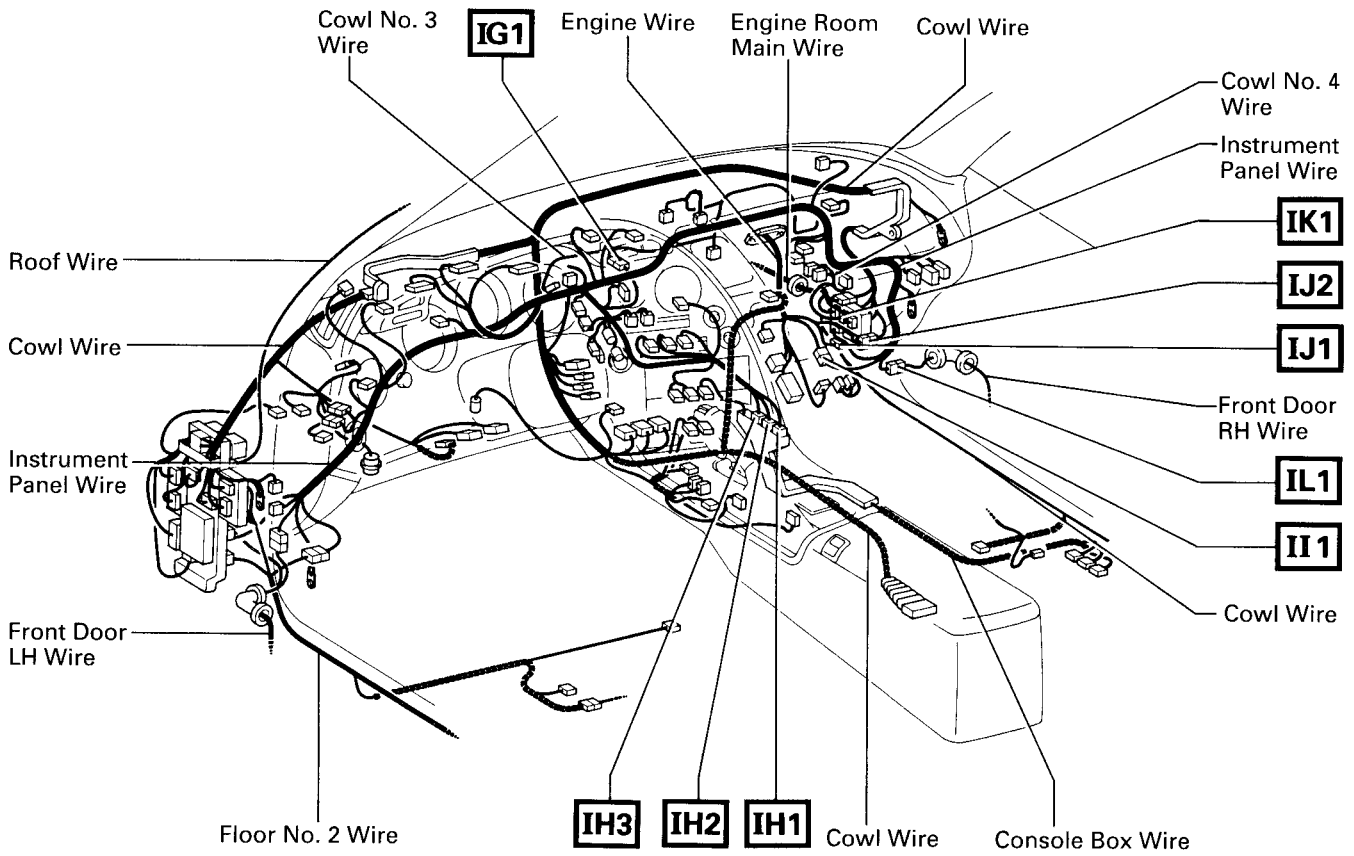 Cowl No. 3
Wire
IG1
Engine Wire
Engine Room
Main Wire
Cowl Wire
Cowl No. 4
Wire
Instrument
Panel Wire
IK1
IJ2
IJ1
Front Door
RH Wire
IL1
II1
Cowl Wire
Roof Wire
Cowl Wire
Instrument
Panel Wire
Front Door
LH Wire
Floor No. 2 Wire
IH3
IH2
IH1
Cowl Wire
Console Box Wire